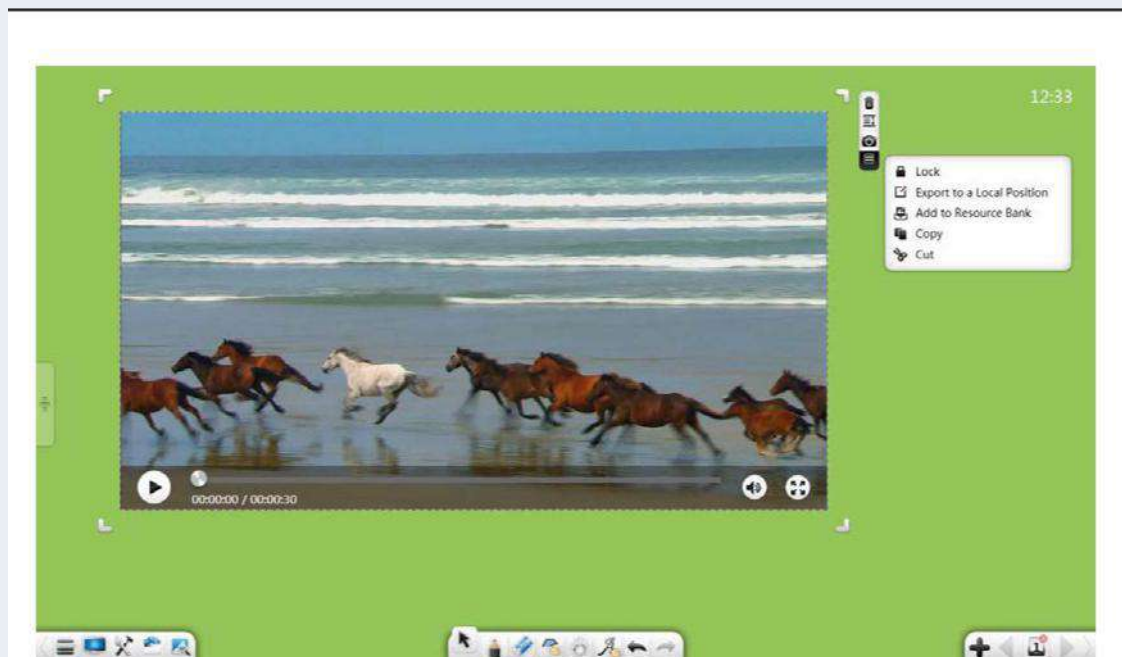 12:33
Lock
Export to a Local Position
Add to Resource Bank
Copy
Cut
00:00:00 / 00:00:30
1